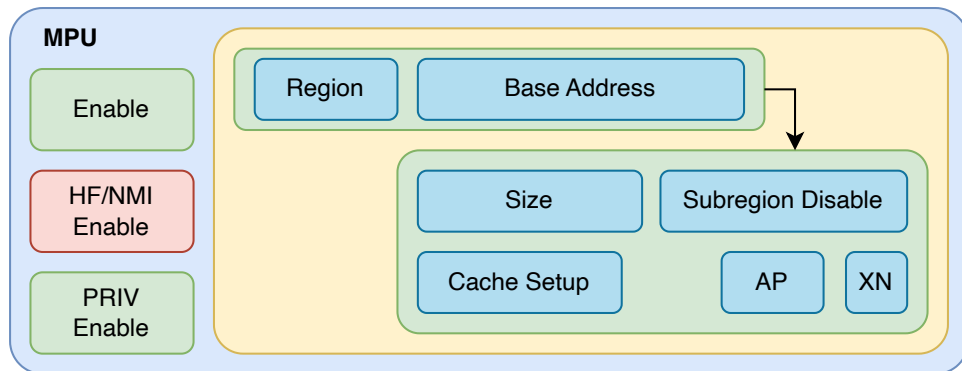 MPU
Enable
HF/NMI
Enable
PRIV
Enable
Region
Base Address
Size
Subregion Disable
Cache Setup
AP
XN